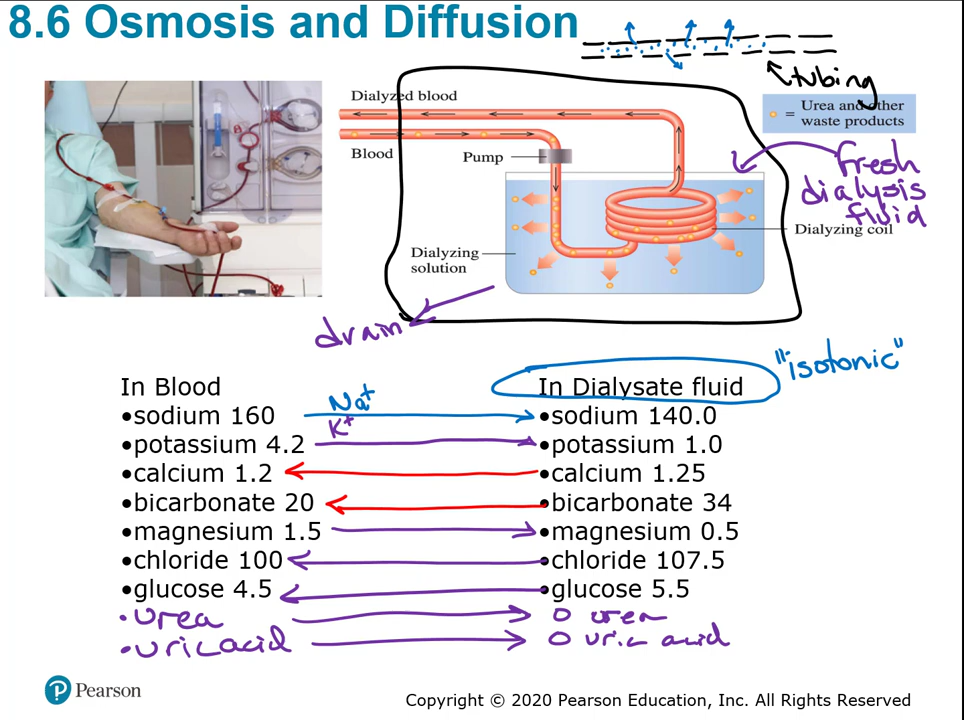 8.6 Osmosis and Diffusion
tubing
Dialyzed blood
Blood
Pump
= Urea and other
waste products
fresh
dialysis
fluid
Dialyzing coil
Dialyzing
solution
drain
"isotonic"
In Blood
•sodium 160
•potassium 4.2
•calcium 1.2
•bicarbonate 20
•magnesium 1.5
•chloride 100
•glucose 4.5
•urea
•uric acid
Na+
K+
In Dialysate fluid
•sodium 140.0
•potassium 1.0
•calcium 1.25
•bicarbonate 34
•magnesium 0.5
•chloride 107.5
•glucose 5.5
0 urea
0 uric acid
P Pearson
Copyright © 2020 Pearson Education, Inc. All Rights Reserved